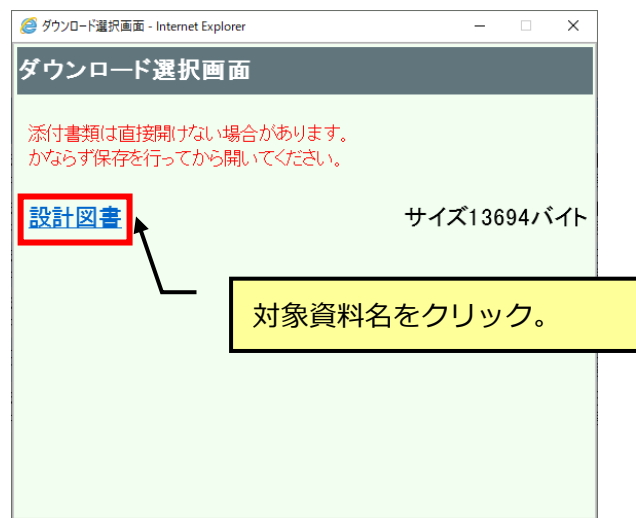 ダウンロード選択画面 - Internet Explorer
ダウンロード選択画面
添付書類は直接開けない場合があります。
かならず保存を行ってから開いてください。
設計図書 サイズ13694バイト
対象資料名をクリック。